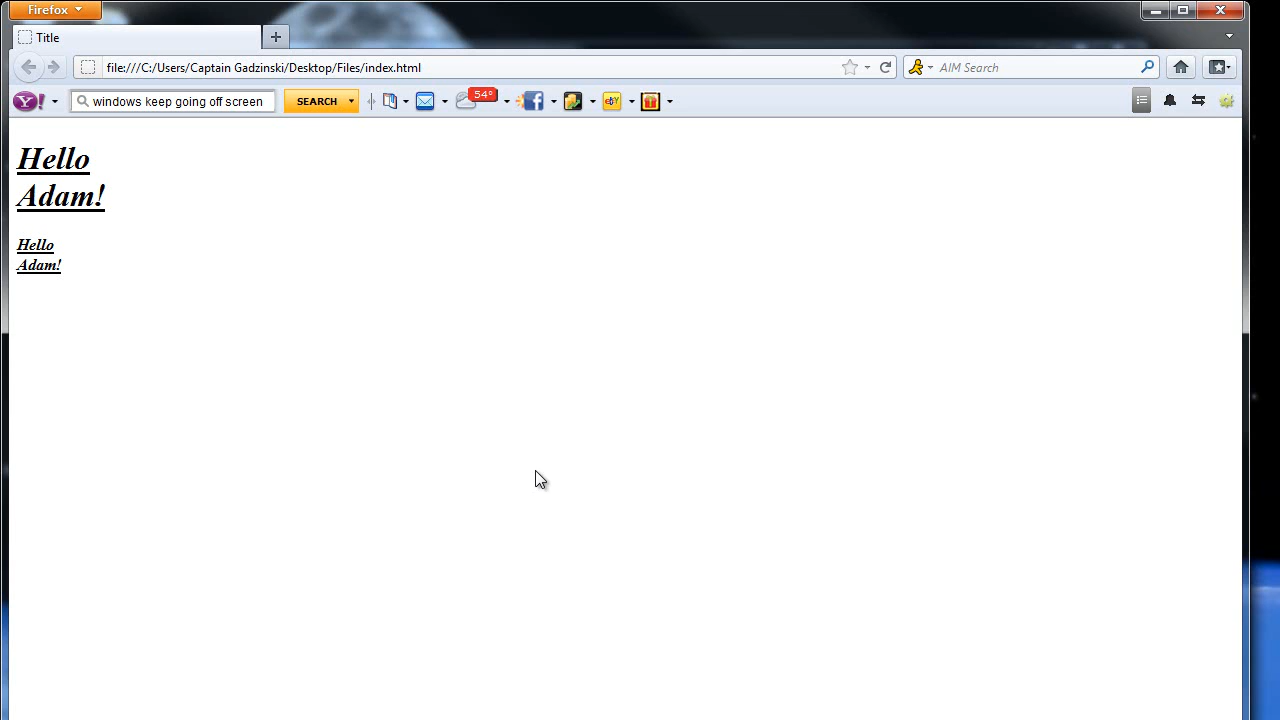 Firefox
Title
file:///C:/Users/Captain Gadzinski/Desktop/Files/index.html
AIM Search
Y!
windows keep going off screen
SEARCH
54°
f
ebY
Hello
Adam!
Hello
Adam!